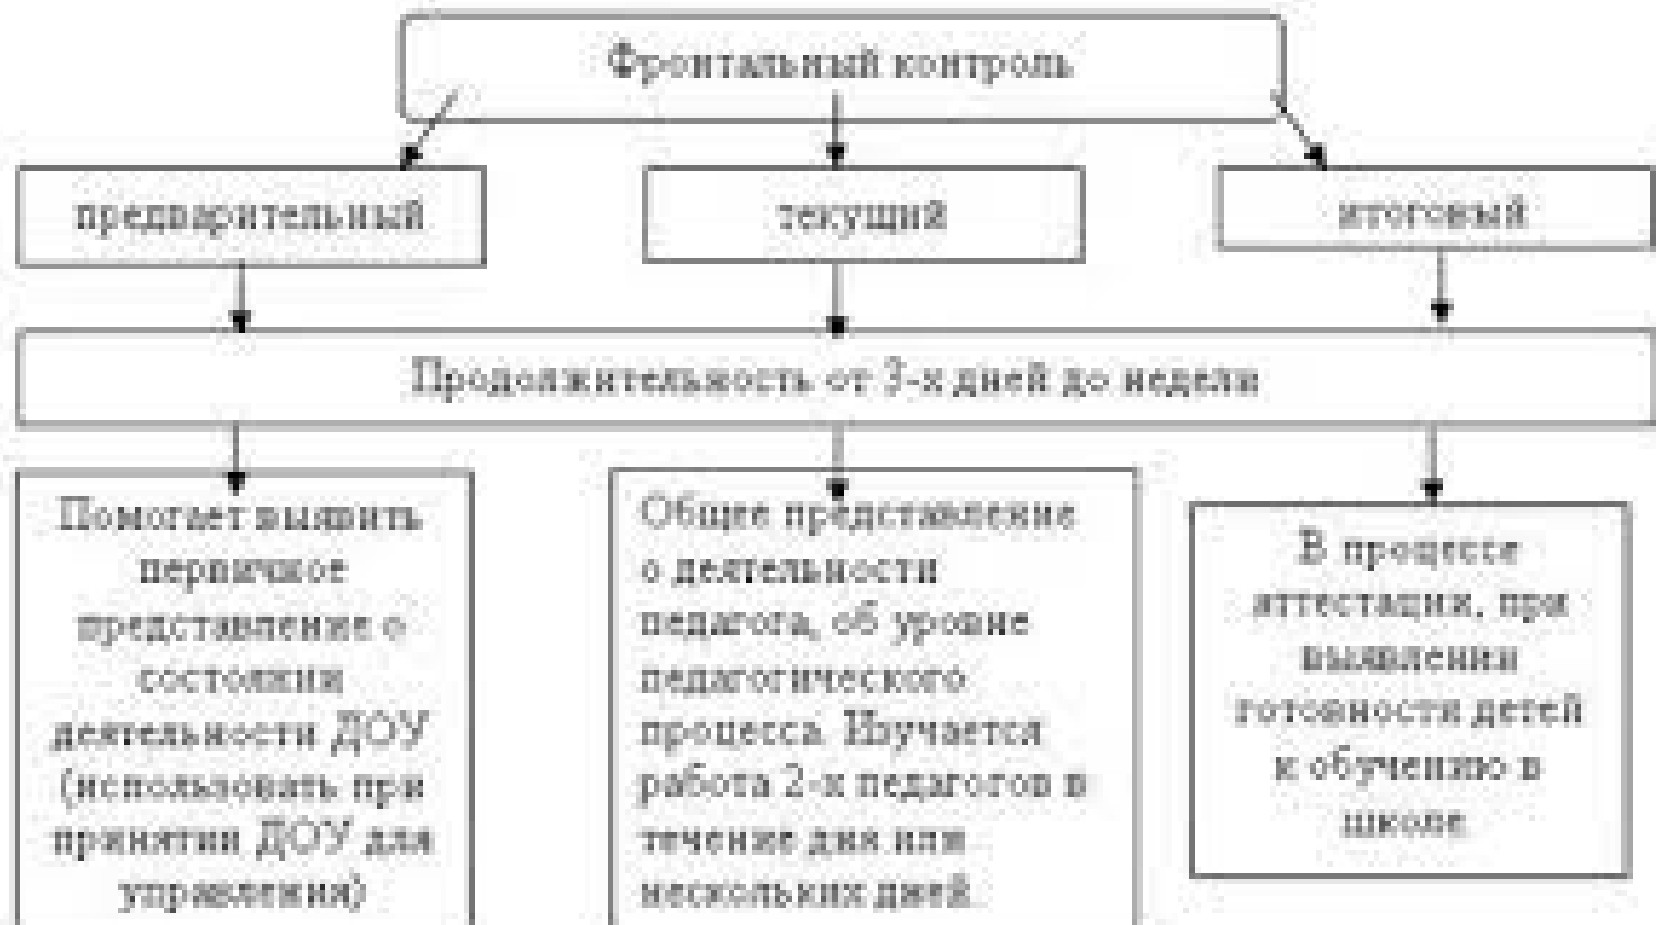 Фронтальный контроль
предварительный
текущий
итоговый
Продолжительность от 3-х дней до недели
Помогает выявить
первичное
представление о
состоянии
деятельности ДОУ
(использовать при
принятии ДОУ для
управления)
Общее представление
о деятельности
педагога, об уровне
педагогического
процесса. Изучается
работа 2-х педагогов в
течение дня или
нескольких дней.
В процессе
аттестации, при
выявлении
готовности детей
к обучению в
школе